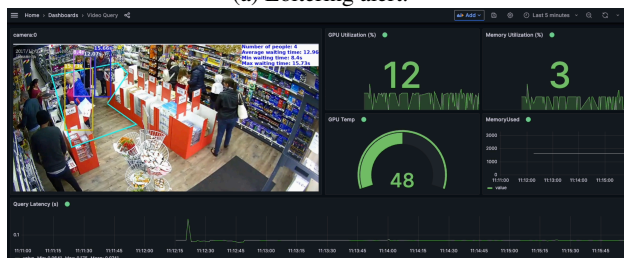 (a) Loitering alert.
Home › Dashboards › Video Query
Add
Last 5 minutes
camera:0
GPU Utilization (%)
Memory Utilization (%)
Number of people: 4
Average waiting time: 12.96
Min waiting time: 8.4s
Max waiting time: 15.73s
15.66s
12
3
GPU Temp
MemoryUsed
48
3000
2000
1000
0
11:11:00 11:12:00 11:13:00 11:14:00 11:15:00
value
Query Latency (s)
0.1
11:11:00 11:11:15 11:11:30 11:11:45 11:12:00 11:12:15 11:12:30 11:12:45 11:13:00 11:13:15 11:13:30 11:13:45 11:14:00 11:14:15 11:14:30 11:14:45 11:15:00 11:15:15 11:15:30 11:15:45